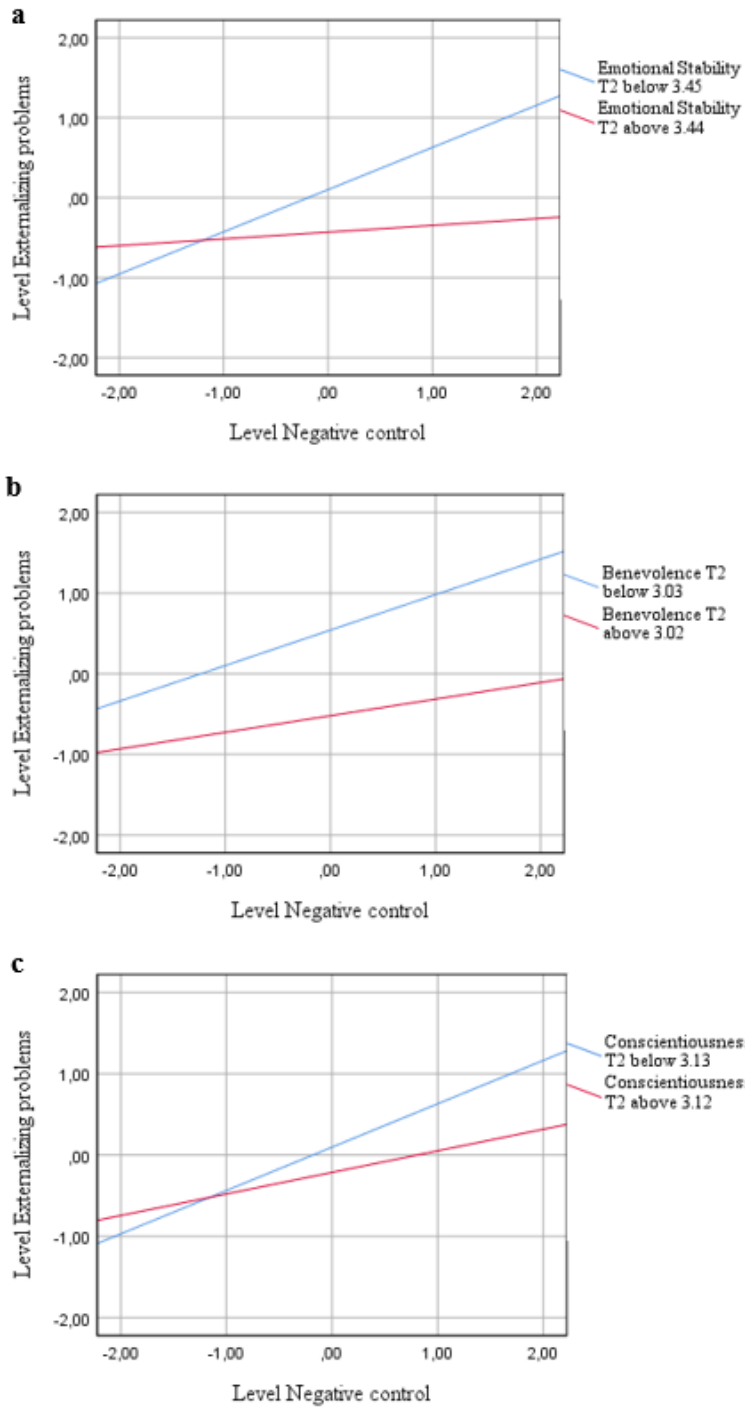 a
2,00
1,00
,00
-1,00
-2,00
Level Externalizing problems
-2,00 -1,00 ,00 1,00 2,00
Level Negative control
Emotional Stability
T2 below 3.45
Emotional Stability
T2 above 3.44
b
2,00
1,00
,00
-1,00
-2,00
Level Externalizing problems
-2,00 -1,00 ,00 1,00 2,00
Level Negative control
Benevolence T2
below 3.03
Benevolence T2
above 3.02
c
2,00
1,00
,00
-1,00
-2,00
Level Externalizing problems
-2,00 -1,00 ,00 1,00 2,00
Level Negative control
Conscientiousness
T2 below 3.13
Conscientiousness
T2 above 3.12